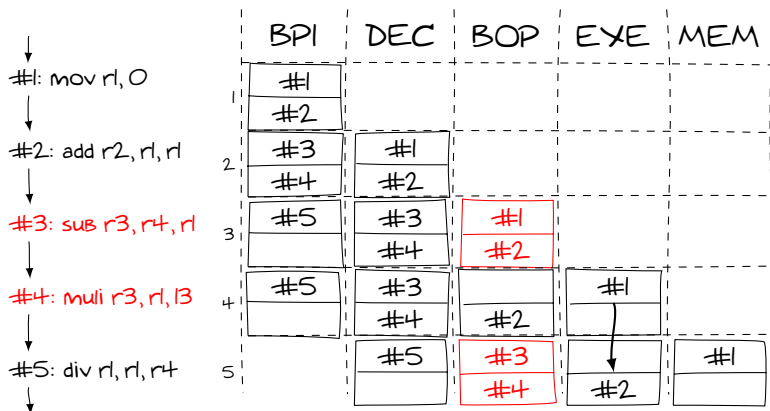 BPI DEC BOP EXE MEM
#1: mov r1, 0
1 #1
#2
#2: add r2, r1, r1
2 #3 #1
#4 #2
#3: sub r3, r4, r1
3 #5 #3 #1
#4 #2
#4: muli r3, r1, 13
4 #5 #3 #1
#4 #2
#5: div r1, r1, r4
5 #5 #3 #1
#4 #2